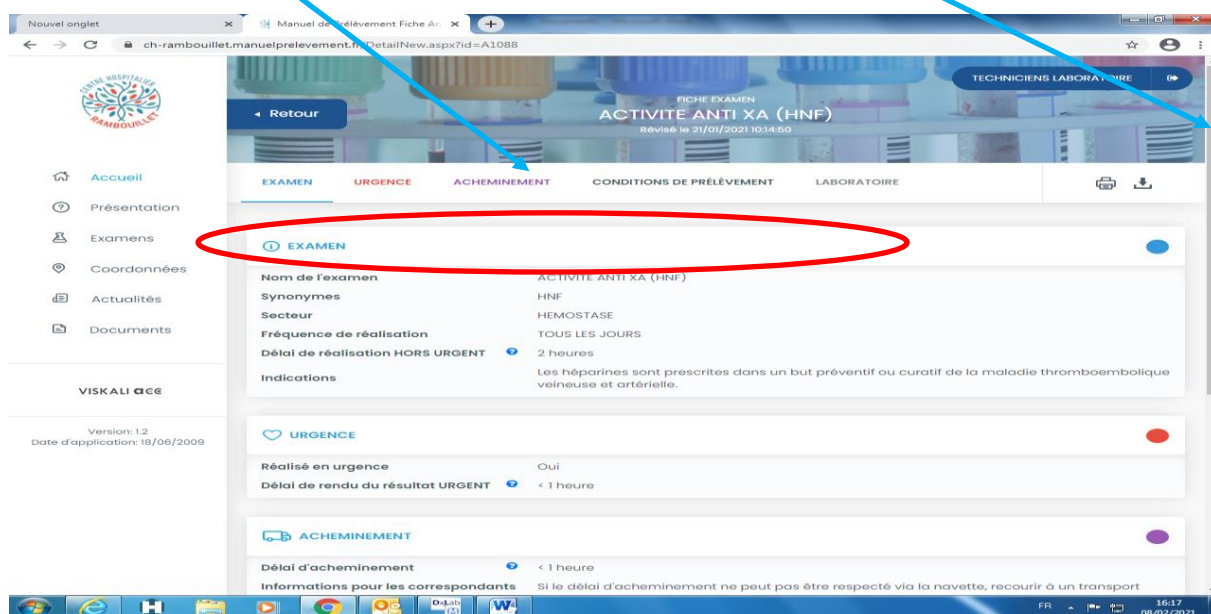 Nouvel onglet
Manuel de Prélèvement Fiche An
ch-rambouillet.manuelprelevement.fr/DetailNew.aspx?id=A1088
CENTRE HOSPITALIER
RAMBOUILLET
TECHNICIENS LABORATOIRE
Retour
FICHE EXAMEN
ACTIVITE ANTI XA (HNF)
Révisé le 21/01/2021 10:14:50
Accueil
Présentation
Examens
Coordonnées
Actualités
Documents
VISKALI acc
Version: 1.2
Date d'application: 18/06/2009
EXAMEN URGENCE ACHEMINEMENT CONDITIONS DE PRÉLÈVEMENT LABORATOIRE
EXAMEN
Nom de l'examen ACTIVITE ANTI XA (HNF)
Synonymes HNF
Secteur HEMOSTASE
Fréquence de réalisation TOUS LES JOURS
Délai de réalisation HORS URGENT 2 heures
Indications Les héparines sont prescrites dans un but préventif ou curatif de la maladie thromboembolique
veineuse et artérielle.
URGENCE
Réalisé en urgence Oui
Délai de rendu du résultat URGENT < 1 heure
ACHEMINEMENT
Délai d'acheminement < 1 heure
Informations pour les correspondants Si le délai d'acheminement ne peut pas être respecté via la navette, recourir à un transport
DxLab
FR
16:17
08/02/2021